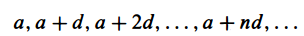 a, a + d, a + 2d, . . . , a + nd, . . .